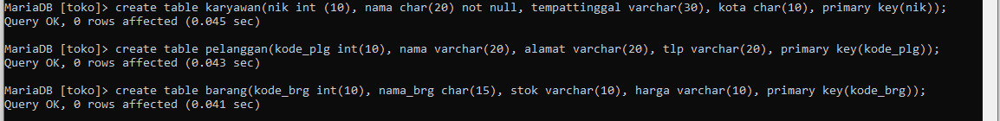 MariaDB [toko]> create table karyawan(nik int (10), nama char(20) not null, tempattinggal varchar(30), kota char(10), primary key(nik));
Query OK, 0 rows affected (0.045 sec)
MariaDB [toko]> create table pelanggan(kode_plg int(10), nama varchar(20), alamat varchar(20), tlp varchar(20), primary key(kode_plg));
Query OK, 0 rows affected (0.043 sec)
MariaDB [toko]> create table barang(kode_brg int(10), nama_brg char(15), stok varchar(10), harga varchar(10), primary key(kode_brg));
Query OK, 0 rows affected (0.041 sec)